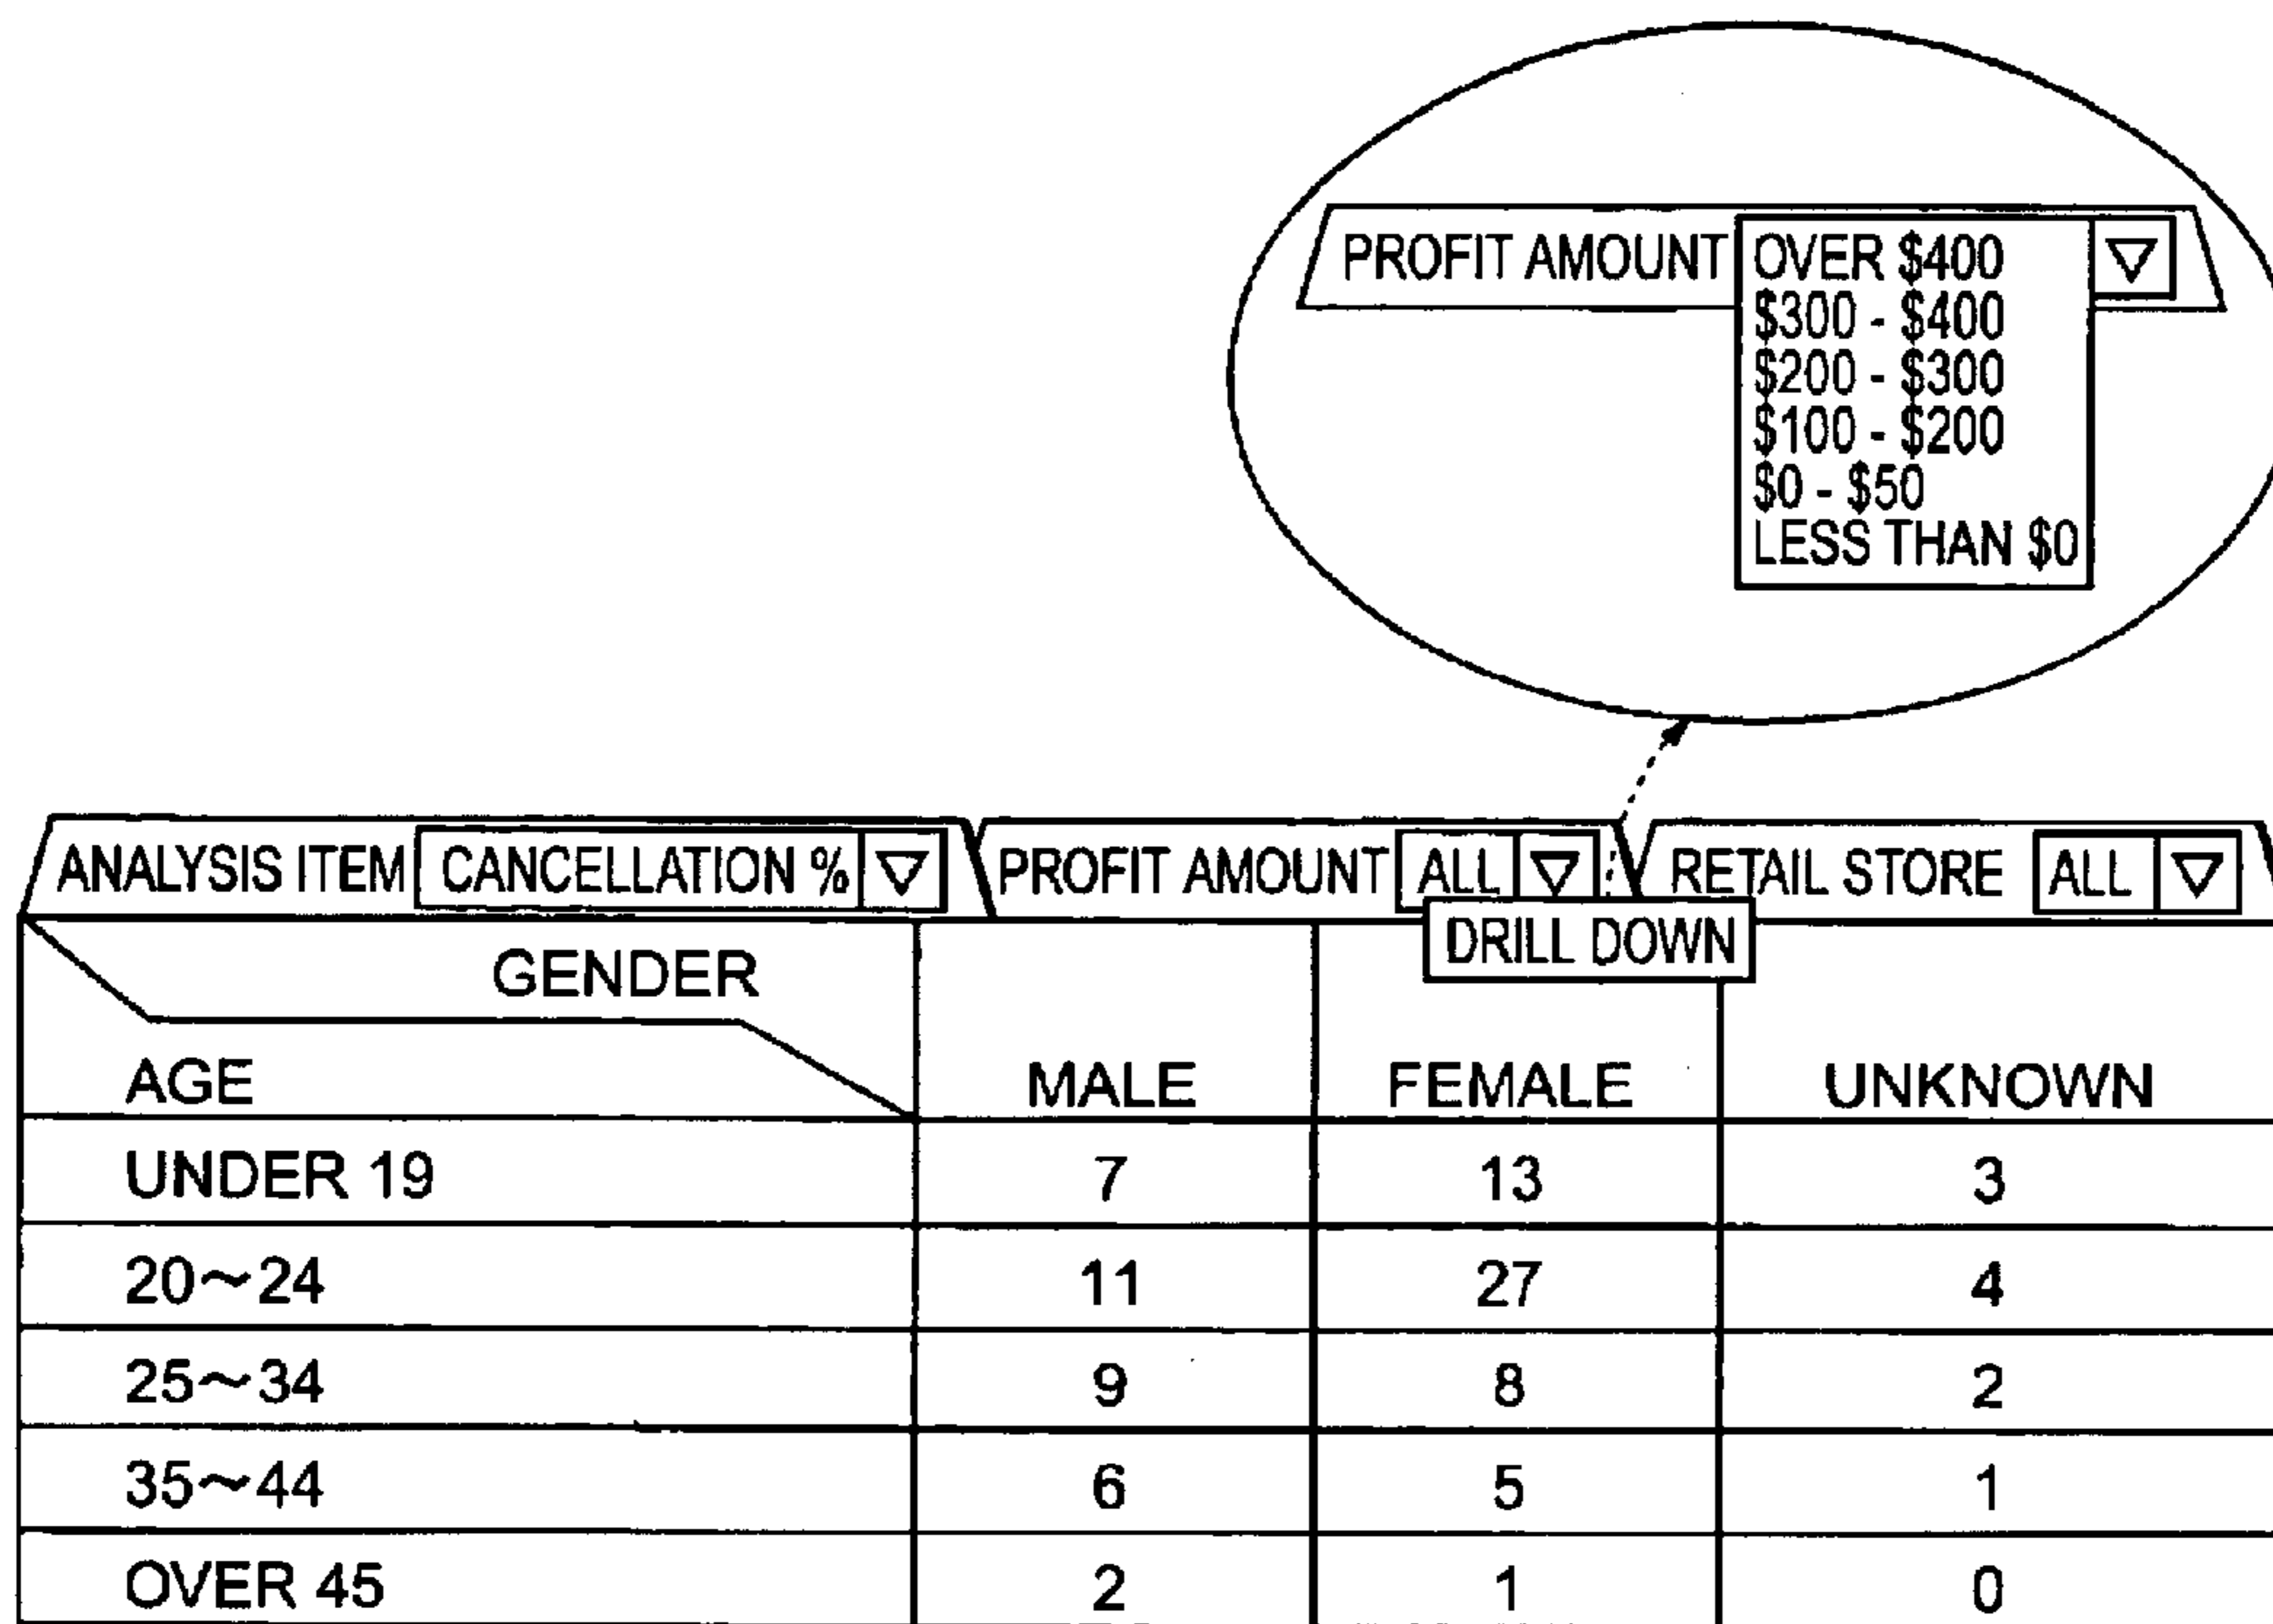 PROFIT AMOUNT OVER $400
$300 - $400
$200 - $300
$100 - $200
$0 - $50
LESS THAN $0
ANALYSIS ITEM CANCELLATION % PROFIT AMOUNT ALL RETAIL STORE ALL
DRILL DOWN
GENDER
AGE MALE FEMALE UNKNOWN
UNDER 19 7 13 3
20~24 11 27 4
25~34 9 8 2
35~44 6 5 1
OVER 45 2 1 0